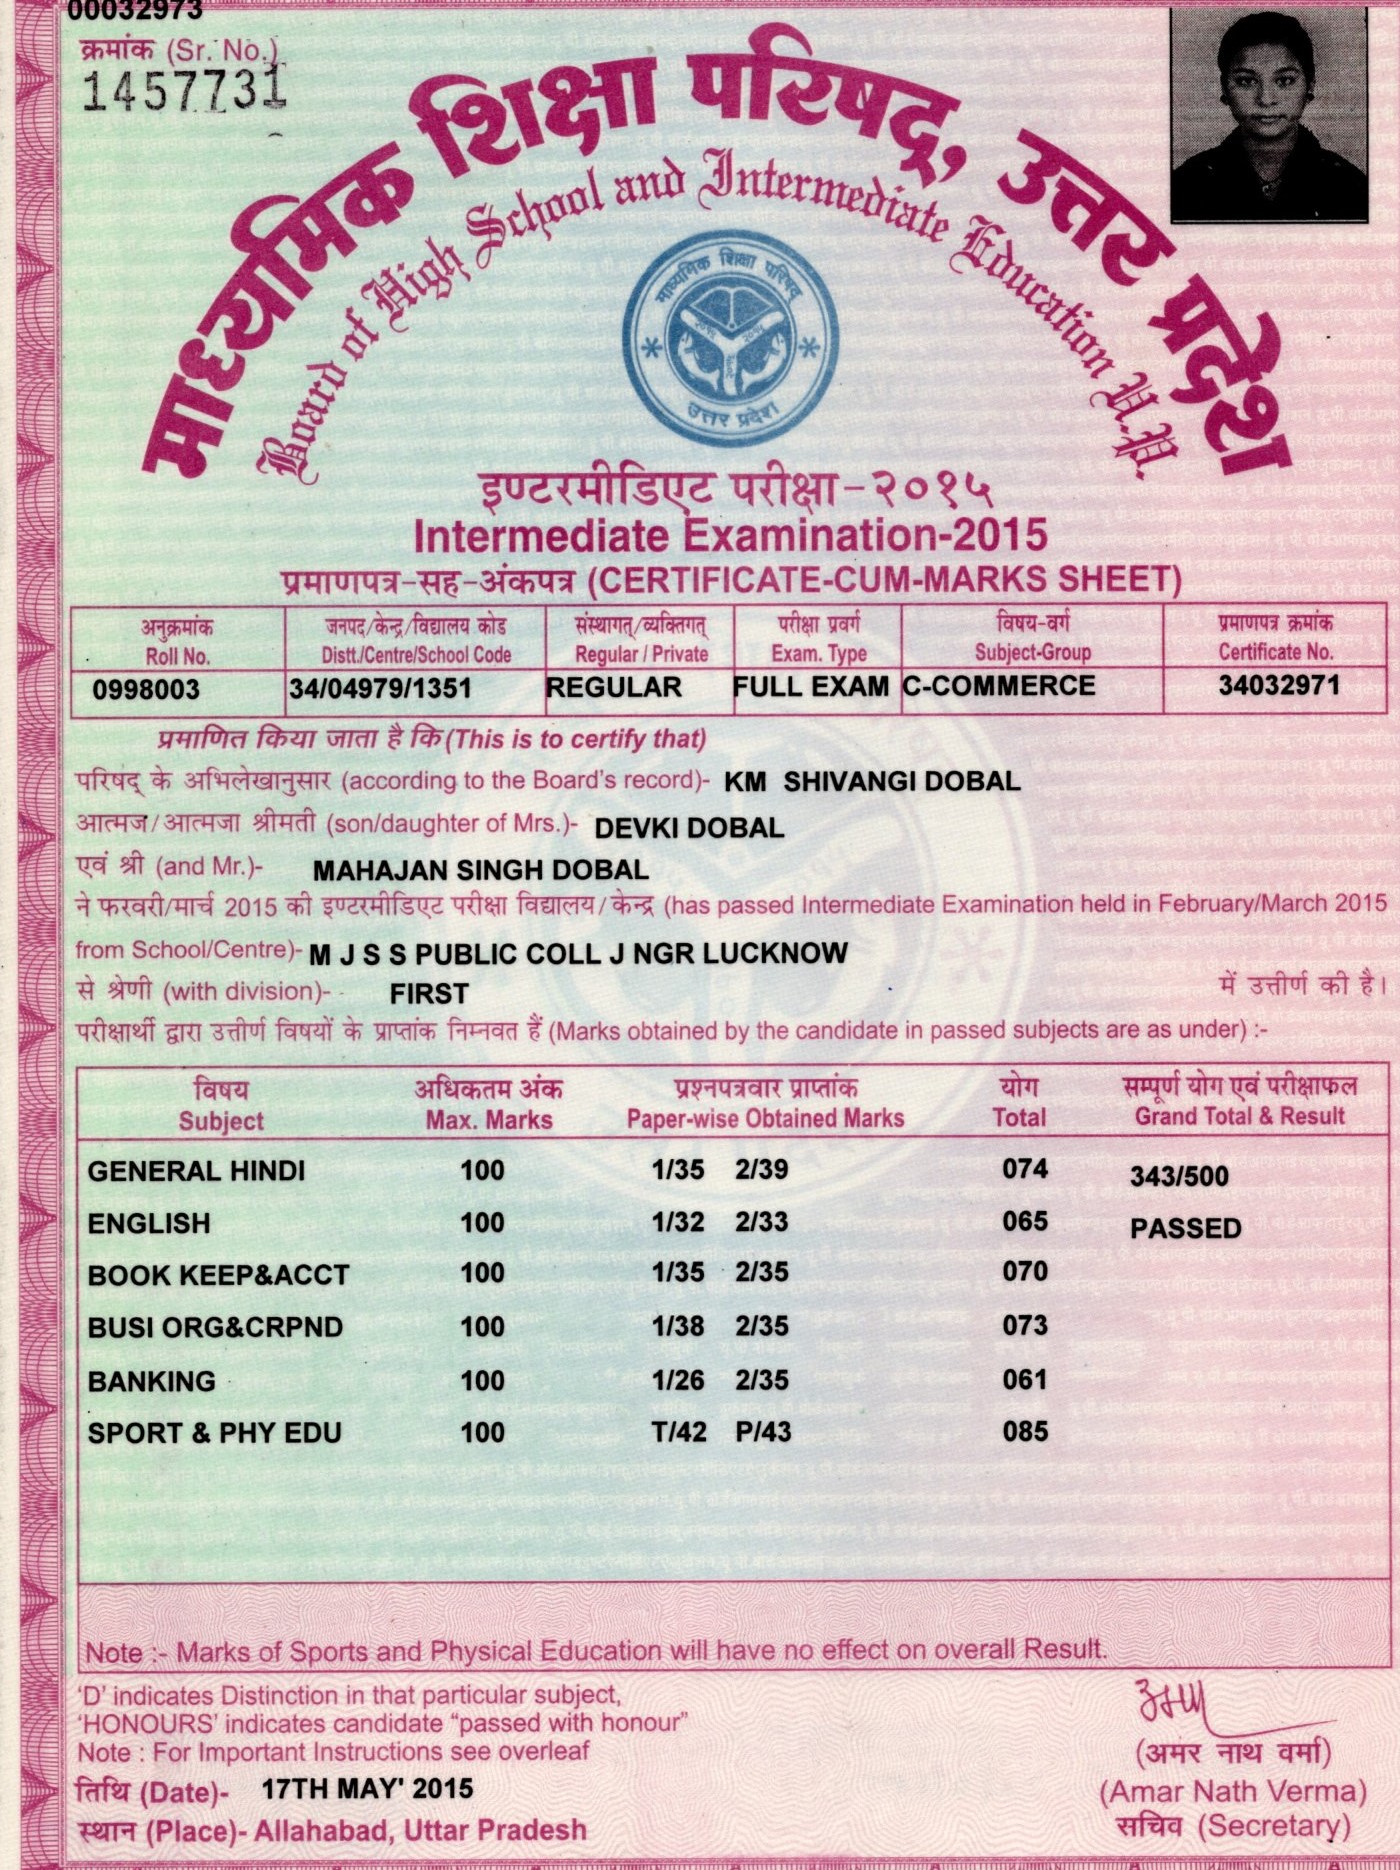 00032973
क्रमांक (Sr. No.)
1457731
माध्यमिक शिक्षा परिषद्, उत्तर प्रदेश
Board of High School and Intermediate Education U.P.
माध्यमिक शिक्षा परिषद्
उत्तर प्रदेश
इण्टरमीडिएट परीक्षा-२०१५
Intermediate Examination-2015
प्रमाणपत्र-सह-अंकपत्र (CERTIFICATE-CUM-MARKS SHEET)
अनुक्रमांक जनपद/केन्द्र/विद्यालय कोड संस्थागत्/व्यक्तिगत् परीक्षा प्रवर्ग विषय-वर्ग प्रमाणपत्र क्रमांक
Roll No. Distt./Centre/School Code Regular / Private Exam. Type Subject-Group Certificate No.
0998003 34/04979/1351 REGULAR FULL EXAM C-COMMERCE 34032971
प्रमाणित किया जाता है कि (This is to certify that)
परिषद् के अभिलेखानुसार (according to the Board's record)- KM SHIVANGI DOBAL
आत्मज/आत्मजा श्रीमती (son/daughter of Mrs.)- DEVKI DOBAL
एवं श्री (and Mr.)- MAHAJAN SINGH DOBAL
ने फरवरी/मार्च 2015 की इण्टरमीडिएट परीक्षा विद्यालय/केन्द्र (has passed Intermediate Examination held in February/March 2015
from School/Centre)- M J S S PUBLIC COLL J NGR LUCKNOW
से श्रेणी (with division)- FIRST में उत्तीर्ण की है।
परीक्षार्थी द्वारा उत्तीर्ण विषयों के प्राप्तांक निम्नवत हैं (Marks obtained by the candidate in passed subjects are as under) :-
विषय अधिकतम अंक प्रश्नपत्रवार प्राप्तांक योग सम्पूर्ण योग एवं परीक्षाफल
Subject Max. Marks Paper-wise Obtained Marks Total Grand Total & Result
GENERAL HINDI 100 1/35 2/39 074 343/500
ENGLISH 100 1/32 2/33 065 PASSED
BOOK KEEP&ACCT 100 1/35 2/35 070
BUSI ORG&CRPND 100 1/38 2/35 073
BANKING 100 1/26 2/35 061
SPORT & PHY EDU 100 T/42 P/43 085
Note :- Marks of Sports and Physical Education will have no effect on overall Result.
'D' indicates Distinction in that particular subject,
'HONOURS' indicates candidate "passed with honour"
Note : For Important Instructions see overleaf
(अमर नाथ वर्मा)
तिथि (Date)- 17TH MAY' 2015
(Amar Nath Verma)
स्थान (Place)- Allahabad, Uttar Pradesh
सचिव (Secretary)